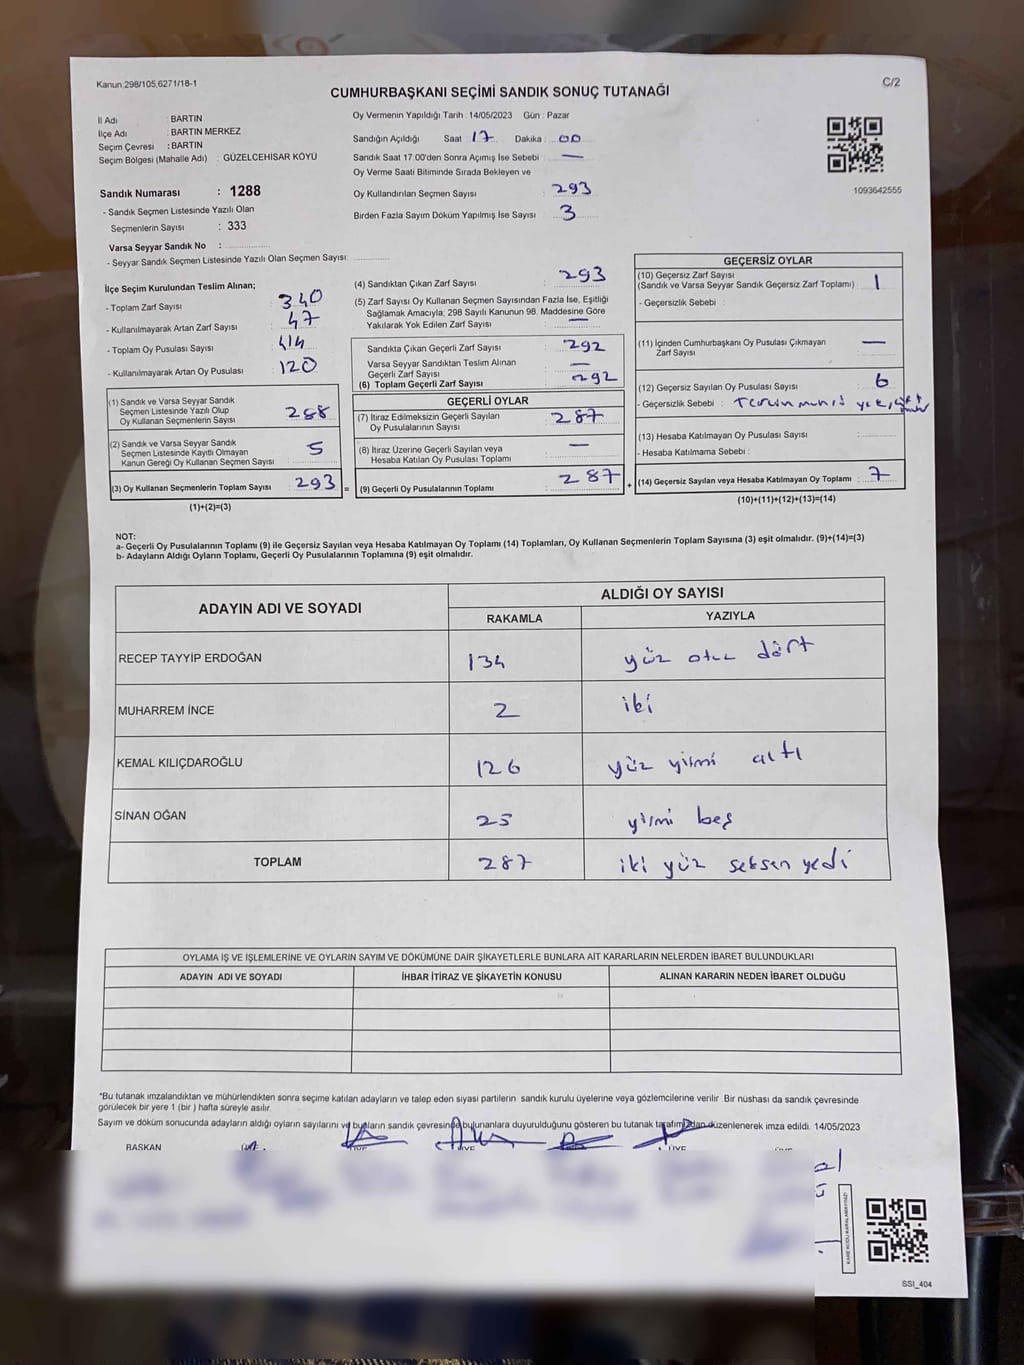 Kanun 298/105,6271/18-1
C/2
CUMHURBAŞKANI SEÇİMİ SANDIK SONUÇ TUTANAĞI
İl Adı : BARTIN
İlçe Adı : BARTIN MERKEZ
Seçim Çevresi : BARTIN
Seçim Bölgesi (Mahalle Adı) : GÜZELCEHİSAR KÖYÜ
Sandık Numarası : 1288
- Sandık Seçmen Listesinde Yazılı Olan
Seçmenlerin Sayısı : 333
Varsa Seyyar Sandık No :
- Seyyar Sandık Seçmen Listesinde Yazılı Olan Seçmen Sayısı:
Oy Vermenin Yapıldığı Tarih : 14/05/2023 Gün : Pazar
Sandığın Açıldığı Saat : 17 Dakika : 00
Sandık Saat 17.00'den Sonra Açımış İse Sebebi : —
Oy Verme Saati Bitiminde Sırada Bekleyen ve
Oy Kullandırılan Seçmen Sayısı : 293
Birden Fazla Sayım Döküm Yapılmış İse Sayısı : 3
1093642555
İlçe Seçim Kurulundan Teslim Alınan;
- Toplam Zarf Sayısı : 340
- Kullanılmayarak Artan Zarf Sayısı : 47
- Toplam Oy Pusulası Sayısı : 414
- Kullanılmayarak Artan Oy Pusulası : 120
(1) Sandık ve Varsa Seyyar Sandık
Seçmen Listesinde Yazılı Olup
Oy Kullanan Seçmenlerin Sayısı : 288
(2) Sandık ve Varsa Seyyar Sandık
Seçmen Listesinde Kayıtlı Olmayan
Kanun Gereği Oy Kullanan Seçmen Sayısı : 5
(3) Oy Kullanan Seçmenlerin Toplam Sayısı : 293 =
(1)+(2)=(3)
(4) Sandıktan Çıkan Zarf Sayısı : 293
(5) Zarf Sayısı Oy Kullanan Seçmen Sayısından Fazla İse, Eşitliği
Sağlamak Amacıyla; 298 Sayılı Kanunun 98. Maddesine Göre
Yakılarak Yok Edilen Zarf Sayısı : —
Sandıkta Çıkan Geçerli Zarf Sayısı : 292
Varsa Seyyar Sandıktan Teslim Alınan
Geçerli Zarf Sayısı : —
(6) Toplam Geçerli Zarf Sayısı : 292
GEÇERLİ OYLAR
(7) İtiraz Edilmeksizin Geçerli Sayılan
Oy Pusulalarının Sayısı : 287
(8) İtiraz Üzerine Geçerli Sayılan veya
Hesaba Katılan Oy Pusulası Toplamı : —
(9) Geçerli Oy Pusulalarının Toplamı : 287 +
GEÇERSİZ OYLAR
(10) Geçersiz Zarf Sayısı
(Sandık ve Varsa Seyyar Sandık Geçersiz Zarf Toplamı) : 1
- Geçersizlik Sebebi :
(11) İçinden Cumhurbaşkanı Oy Pusulası Çıkmayan
Zarf Sayısı : —
(12) Geçersiz Sayılan Oy Pusulası Sayısı : 6
- Geçersizlik Sebebi : yok,
(13) Hesaba Katılmayan Oy Pusulası Sayısı :
- Hesaba Katılmama Sebebi :
(14) Geçersiz Sayılan veya Hesaba Katılmayan Oy Toplamı : 7
(10)+(11)+(12)+(13)=(14)
NOT:
a- Geçerli Oy Pusulalarının Toplamı (9) ile Geçersiz Sayılan veya Hesaba Katılmayan Oy Toplamı (14) Toplamları, Oy Kullanan Seçmenlerin Toplam Sayısına (3) eşit olmalıdır. (9)+(14)=(3)
b- Adayların Aldığı Oyların Toplamı, Geçerli Oy Pusulalarının Toplamına (9) eşit olmalıdır.
ADAYIN ADI VE SOYADI
ALDIĞI OY SAYISI
RAKAMLA YAZIYLA
RECEP TAYYİP ERDOĞAN 134 yüz otuz dört
MUHARREM İNCE 2 iki
KEMAL KILIÇDAROĞLU 126 yüz yirmi altı
SİNAN OĞAN 25 yirmi beş
TOPLAM 287 iki yüz seksen yedi
OYLAMA İŞ VE İŞLEMLERİNE VE OYLARIN SAYIM VE DÖKÜMÜNE DAİR ŞİKAYETLERLE BUNLARA AİT KARARLARIN NELERDEN İBARET BULUNDUKLARI
ADAYIN ADI VE SOYADI İHBAR İTİRAZ VE ŞİKAYETİN KONUSU ALINAN KARARIN NEDEN İBARET OLDUĞU
*Bu tutanak imzalandıktan ve mühürlendikten sonra seçime katılan adayların ve talep eden siyasi partilerin sandık kurulu üyelerine veya gözlemcilerine verilir. Bir nüshası da sandık çevresinde
görülecek bir yere 1 (bir) hafta süreyle asılır.
Sayım ve döküm sonucunda adayların aldığı oyların sayılarını ve bunların sandık çevresinde bulunanlara duyurulduğunu gösteren bu tutanak tarafımızdan düzenlenerek imza edildi. 14/05/2023
BAŞKAN
SSI_404